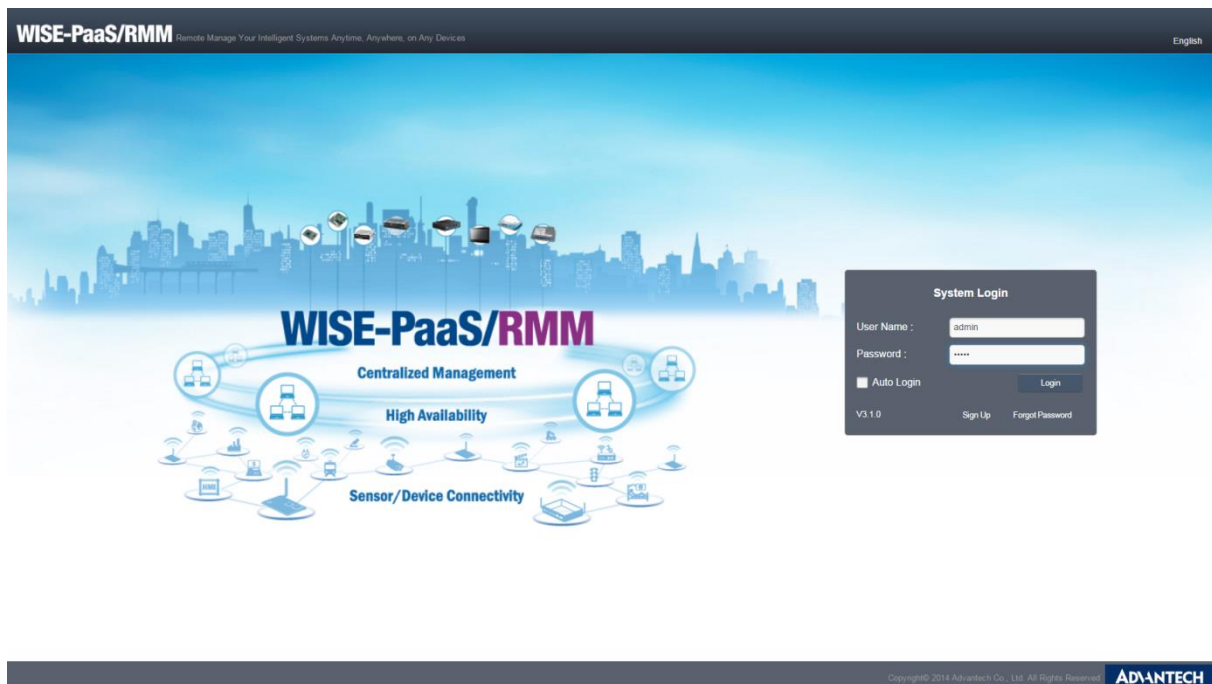 WISE-PaaS/RMM Remote Manage Your Intelligent Systems Anytime, Anywhere, on Any Devices
English
WISE-PaaS/RMM
Centralized Management
High Availability
Sensor/Device Connectivity
System Login
User Name : admin
Password : •••••
Auto Login
Login
V3.1.0
Sign Up
Forgot Password
Copyright© 2014 Advantech Co., Ltd. All Rights Reserved
ADVANTECH